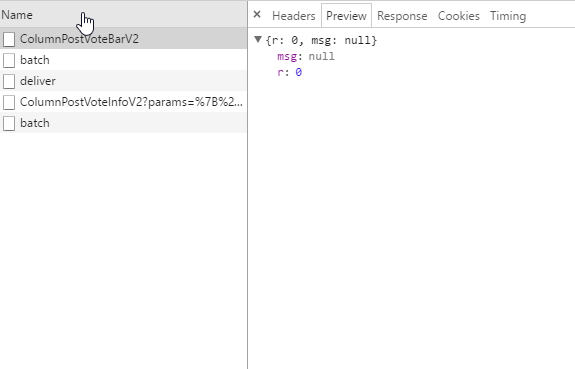 Name
ColumnPostVoteBarV2
batch
deliver
ColumnPostVoteInfoV2?params=%7B%2...
batch
× Headers Preview Response Cookies Timing
▼{r: 0, msg: null}
msg: null
r: 0